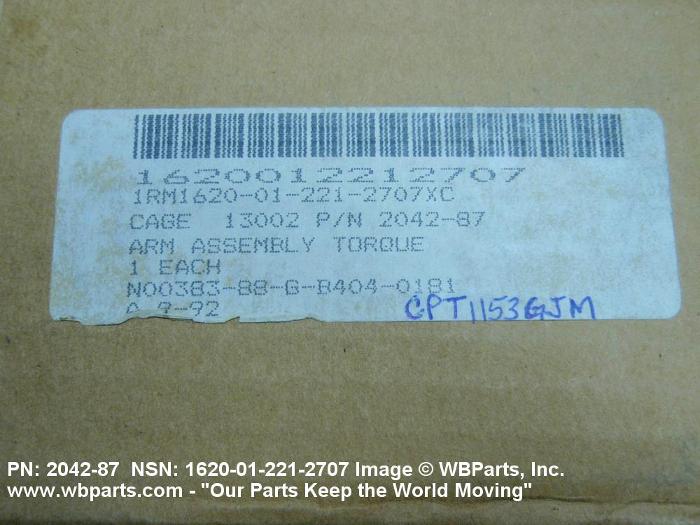 1620012212707
1RM1620-01-221-2707XC
CAGE 13002 P/N 2042-87
ARM ASSEMBLY TORQUE
1 EACH
N00383-88-G-B404-0181
A 9-92
CPT1153GJM
PN: 2042-87 NSN: 1620-01-221-2707 Image © WBParts, Inc.
www.wbparts.com - "Our Parts Keep the World Moving"